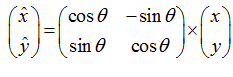 (x̂ ŷ) = (cos θ −sin θ sin θ cos θ) × (x y)